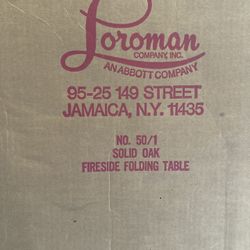 Loroman
COMPANY, INC.
AN ABBOTT COMPANY
95-25 149 STREET
JAMAICA, N.Y. 11435
NO. 50/1
SOLID OAK
FIRESIDE FOLDING TABLE